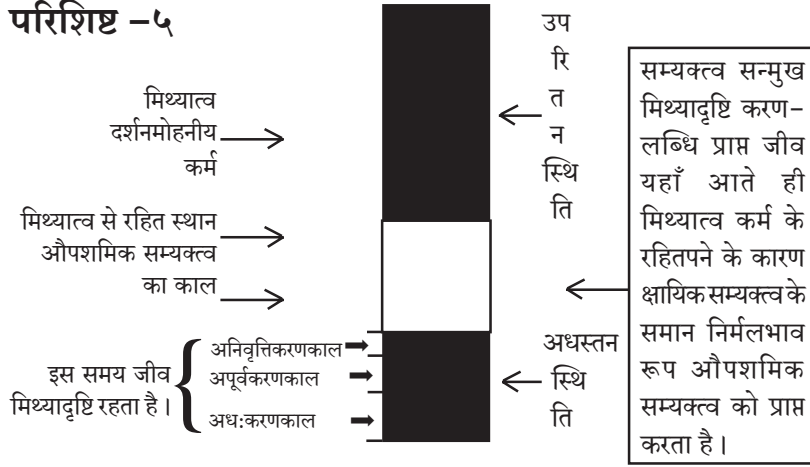 परिशिष्ट –५
मिथ्यात्व
दर्शनमोहनीय
कर्म
मिथ्यात्व से रहित स्थान
औपशमिक सम्यक्त्व
का काल
इस समय जीव
मिथ्यादृष्टि रहता है।
अनिवृत्तिकरणकाल
अपूर्वकरणकाल
अध:करणकाल
उप
रि
त
न
स्थि
ति
अधस्तन
स्थि
ति
सम्यक्त्व सन्मुख
मिथ्यादृष्टि करण–
लब्धि प्राप्त जीव
यहाँ आते ही
मिथ्यात्व कर्म के
रहितपने के कारण
क्षायिक सम्यक्त्व के
समान निर्मलभाव
रूप औपशमिक
सम्यक्त्व को प्राप्त
करता है।